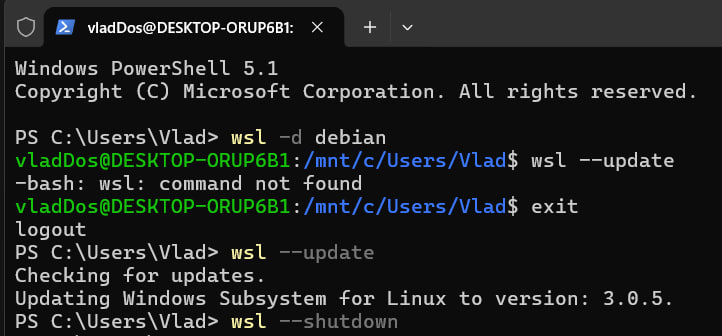 vladDos@DESKTOP-ORUP6B1:
Windows PowerShell 5.1
Copyright (C) Microsoft Corporation. All rights reserved.
PS C:\Users\Vlad> wsl -d debian
vladDos@DESKTOP-ORUP6B1:/mnt/c/Users/Vlad$ wsl --update
-bash: wsl: command not found
vladDos@DESKTOP-ORUP6B1:/mnt/c/Users/Vlad$ exit
logout
PS C:\Users\Vlad> wsl --update
Checking for updates.
Updating Windows Subsystem for Linux to version: 3.0.5.
PS C:\Users\Vlad> wsl --shutdown